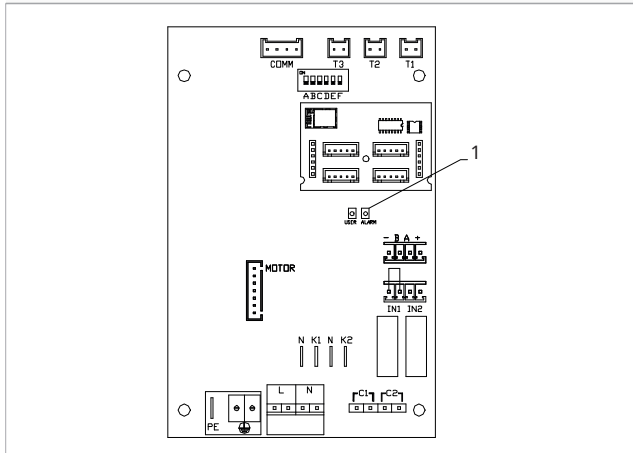 COMM T3 T2 T1
ON
ABCDEF
1
USER ALARM
- B A +
MOTOR
IN1 IN2
N K1 N K2
L N
C1 C2
PE